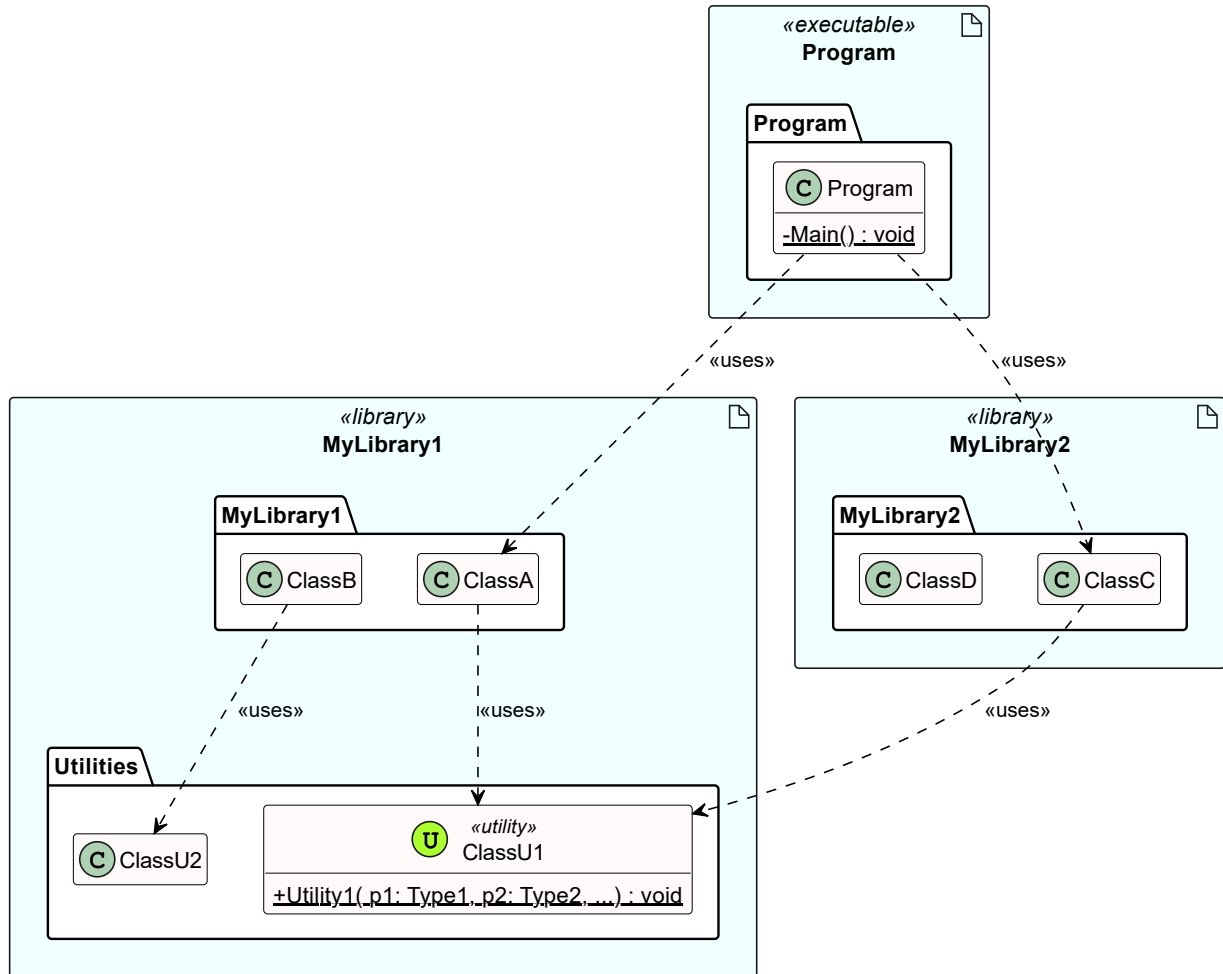 «executable»
Program
Program
C Program
-Main() : void
«uses»
«uses»
«library»
MyLibrary1
«library»
MyLibrary2
MyLibrary1
C ClassB
C ClassA
MyLibrary2
C ClassD
C ClassC
«uses»
«uses»
«uses»
Utilities
C ClassU2
U
«utility»
ClassU1
+Utility1( p1: Type1, p2: Type2, ...) : void